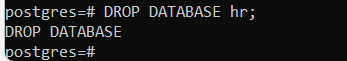 postgres=# DROP DATABASE hr;
DROP DATABASE
postgres=#